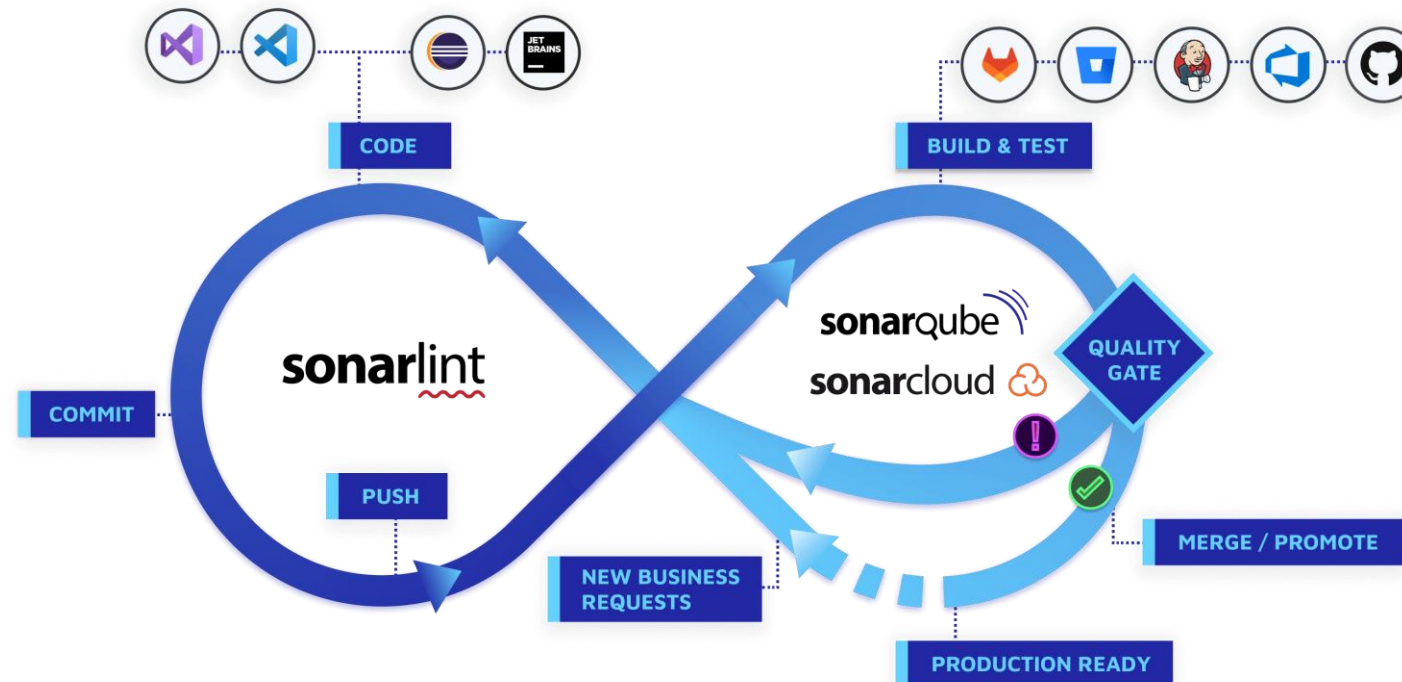 JET
BRAINS
CODE
BUILD & TEST
sonarqube
sonarlint
sonarcloud
QUALITY
GATE
COMMIT
PUSH
MERGE / PROMOTE
NEW BUSINESS
REQUESTS
PRODUCTION READY